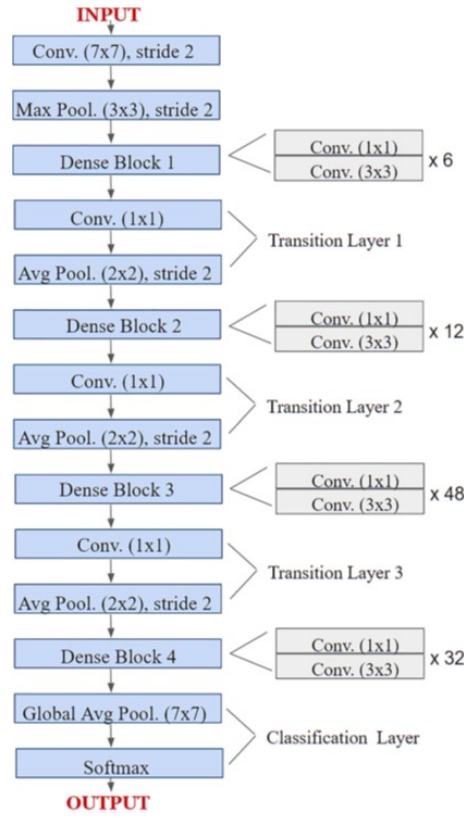 INPUT
Conv. (7x7), stride 2
Max Pool. (3x3), stride 2
Dense Block 1
Conv. (1x1)
Conv. (3x3)
x 6
Conv. (1x1)
Avg Pool. (2x2), stride 2
Transition Layer 1
Dense Block 2
Conv. (1x1)
Conv. (3x3)
x 12
Conv. (1x1)
Avg Pool. (2x2), stride 2
Transition Layer 2
Dense Block 3
Conv. (1x1)
Conv. (3x3)
x 48
Conv. (1x1)
Avg Pool. (2x2), stride 2
Transition Layer 3
Dense Block 4
Conv. (1x1)
Conv. (3x3)
x 32
Global Avg Pool. (7x7)
Softmax
Classification Layer
OUTPUT